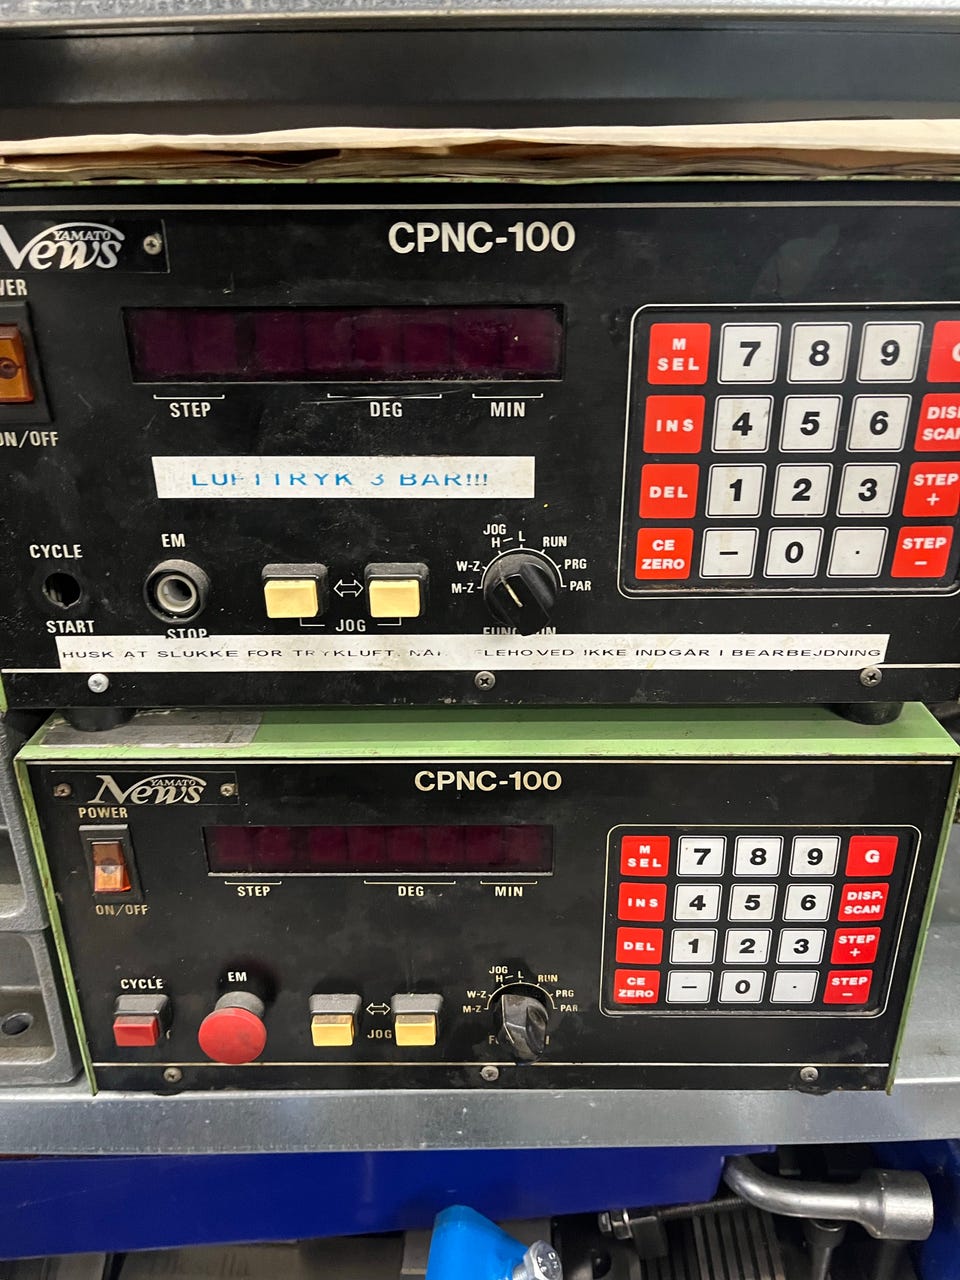 YAMATO
News
CPNC-100
WER
STEP
DEG
MIN
ON/OFF
LUFTTRYK 3 BAR!!!
M SEL
7
8
9
INS
4
5
6
DISP.
SCAN
DEL
1
2
3
STEP
+
CE
ZERO
–
0
.
STEP
–
CYCLE
START
EM
STOP
JOG
JOG
H
L
RUN
W-Z
PRG
M-Z
PAR
HUSK AT SLUKKE FOR TRYKLUFT, IKKE INDGÅR I BEARBEJDNING
YAMATO
News
CPNC-100
POWER
ON/OFF
STEP
DEG
MIN
M
SEL
7
8
9
G
INS
4
5
6
DISP.
SCAN
DEL
1
2
3
STEP
+
CE
ZERO
–
0
.
STEP
–
CYCLE
EM
JOG
JOG
H
L
RUN
W-Z
PRG
M-Z
PAR